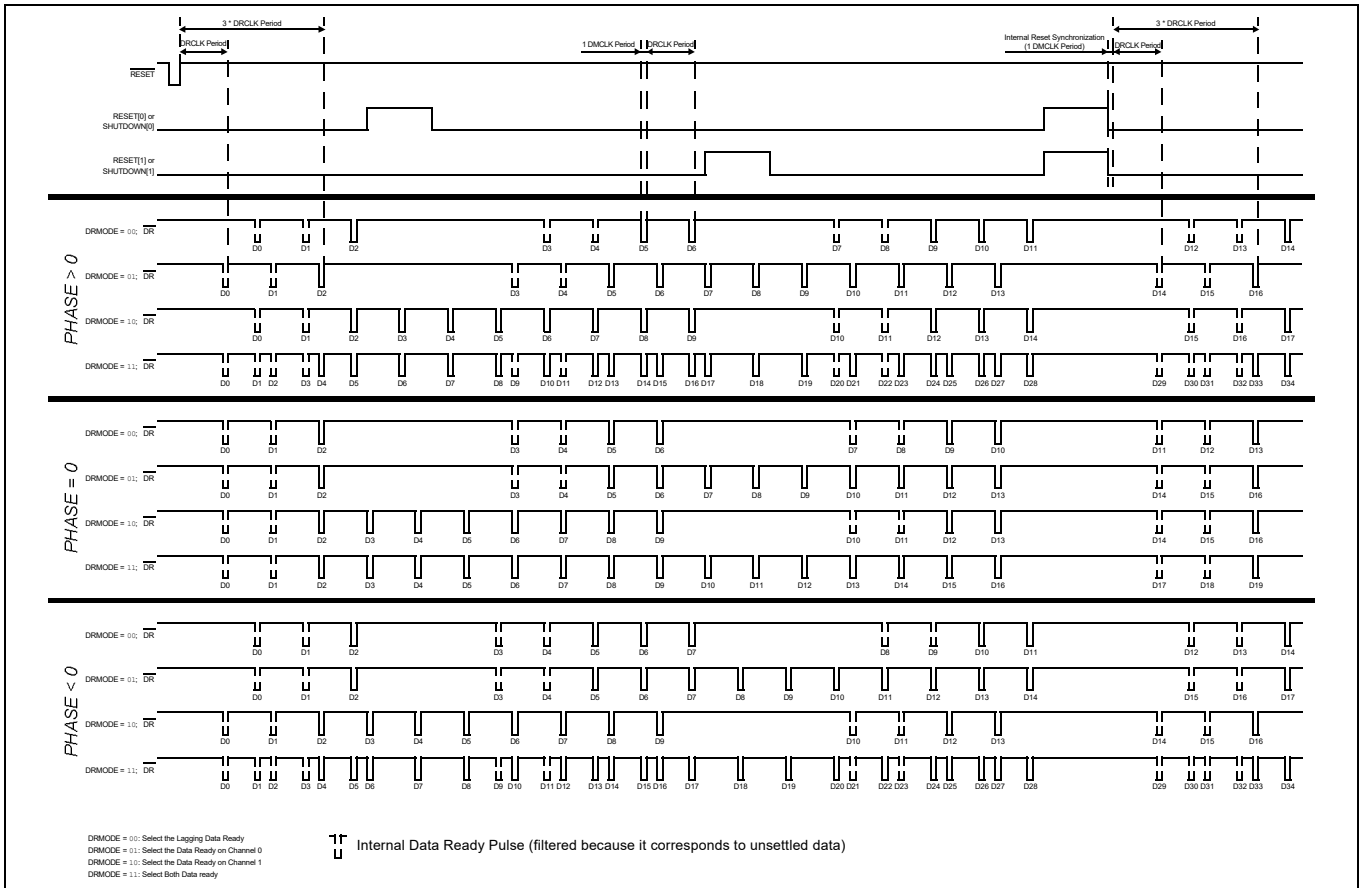 3 * DRCLK Period
3 * DRCLK Period
DRCLK Period
1 DMCLK Period
DRCLK Period
Internal Reset Synchronization
(1 DMCLK Period)
DRCLK Period
RESET
RESET[0] or
SHUTDOWN[0]
RESET[1] or
SHUTDOWN[1]
PHASE > 0
DRMODE = 00; DR
D0 D1 D2 D3 D4 D5 D6 D7 D8 D9 D10 D11 D12 D13 D14
DRMODE = 01; DR
D0 D1 D2 D3 D4 D5 D6 D7 D8 D9 D10 D11 D12 D13 D14 D15 D16
DRMODE = 10; DR
D0 D1 D2 D3 D4 D5 D6 D7 D8 D9 D10 D11 D12 D13 D14 D15 D16 D17
DRMODE = 11; DR
D0 D1 D2 D3 D4 D5 D6 D7 D8 D9 D10 D11 D12 D13 D14 D15 D16 D17 D18 D19 D20 D21 D22 D23 D24 D25 D26 D27 D28 D29 D30 D31 D32 D33 D34
PHASE = 0
DRMODE = 00; DR
D0 D1 D2 D3 D4 D5 D6 D7 D8 D9 D10 D11 D12 D13
DRMODE = 01; DR
D0 D1 D2 D3 D4 D5 D6 D7 D8 D9 D10 D11 D12 D13 D14 D15 D16
DRMODE = 10; DR
D0 D1 D2 D3 D4 D5 D6 D7 D8 D9 D10 D11 D12 D13 D14 D15 D16
DRMODE = 11; DR
D0 D1 D2 D3 D4 D5 D6 D7 D8 D9 D10 D11 D12 D13 D14 D15 D16 D17 D18 D19
PHASE < 0
DRMODE = 00; DR
D0 D1 D2 D3 D4 D5 D6 D7 D8 D9 D10 D11 D12 D13 D14
DRMODE = 01; DR
D0 D1 D2 D3 D4 D5 D6 D7 D8 D9 D10 D11 D12 D13 D14 D15 D16 D17
DRMODE = 10; DR
D0 D1 D2 D3 D4 D5 D6 D7 D8 D9 D10 D11 D12 D13 D14 D15 D16
DRMODE = 11; DR
D0 D1 D2 D3 D4 D5 D6 D7 D8 D9 D10 D11 D12 D13 D14 D15 D16 D17 D18 D19 D20 D21 D22 D23 D24 D25 D26 D27 D28 D29 D30 D31 D32 D33 D34
DRMODE = 00: Select the Lagging Data Ready
DRMODE = 01: Select the Data Ready on Channel 0
DRMODE = 10: Select the Data Ready on Channel 1
DRMODE = 11: Select Both Data ready
Internal Data Ready Pulse (filtered because it corresponds to unsettled data)